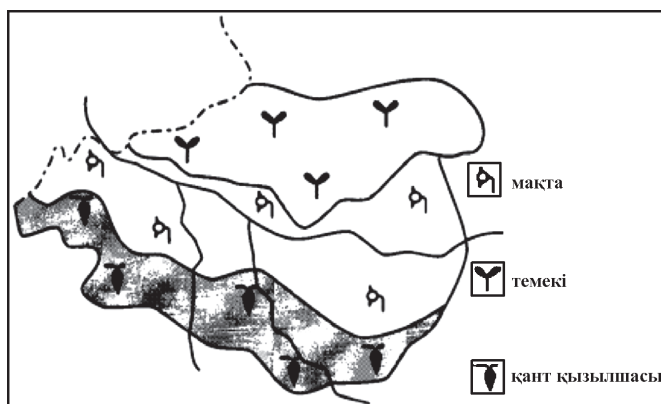 мақта
темекі
қант қызылшасы